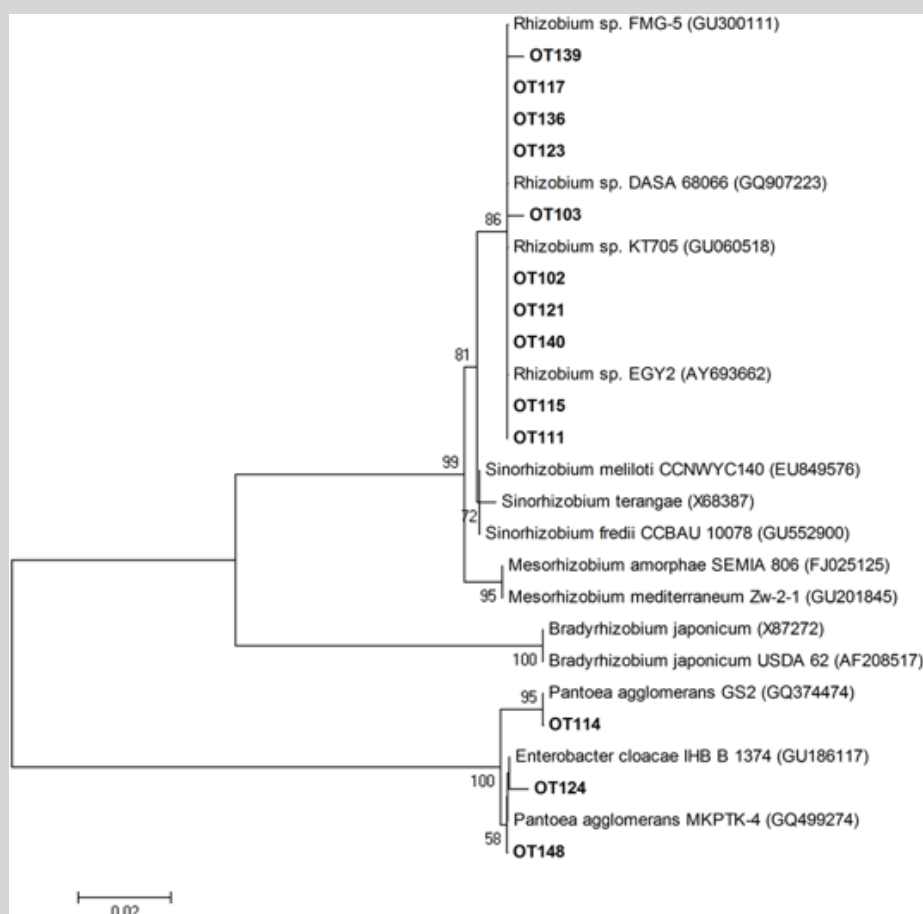 Rhizobium sp. FMG-5 (GU300111)
OT139
OT117
OT136
OT123
Rhizobium sp. DASA 68066 (GQ907223)
OT103
86
Rhizobium sp. KT705 (GU060518)
OT102
OT121
OT140
81
Rhizobium sp. EGY2 (AY693662)
OT115
OT111
99
Sinorhizobium meliloti CCNWYC140 (EU849576)
Sinorhizobium terangae (X68387)
72
Sinorhizobium fredii CCBAU 10078 (GU552900)
Mesorhizobium amorphae SEMIA 806 (FJ025125)
95
Mesorhizobium mediterraneum Zw-2-1 (GU201845)
Bradyrhizobium japonicum (X87272)
100
Bradyrhizobium japonicum USDA 62 (AF208517)
95
Pantoea agglomerans GS2 (GQ374474)
OT114
Enterobacter cloacae IHB B 1374 (GU186117)
100
OT124
Pantoea agglomerans MKPTK-4 (GQ499274)
58
OT148
0.02